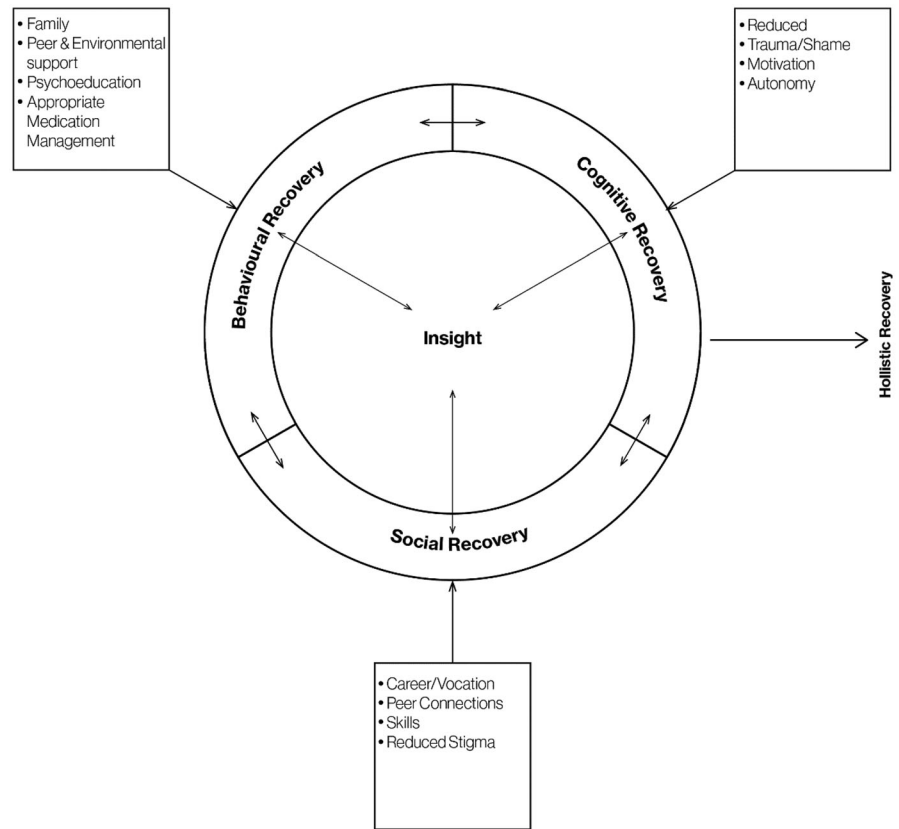 • Family
• Peer & Environmental
support
• Psychoeducation
• Appropriate
Medication
Management
• Reduced
• Trauma/Shame
• Motivation
• Autonomy
Behavioural Recovery
Cognitive Recovery
Insight
Hollistic Recovery
Social Recovery
• Career/Vocation
• Peer Connections
• Skills
• Reduced Stigma